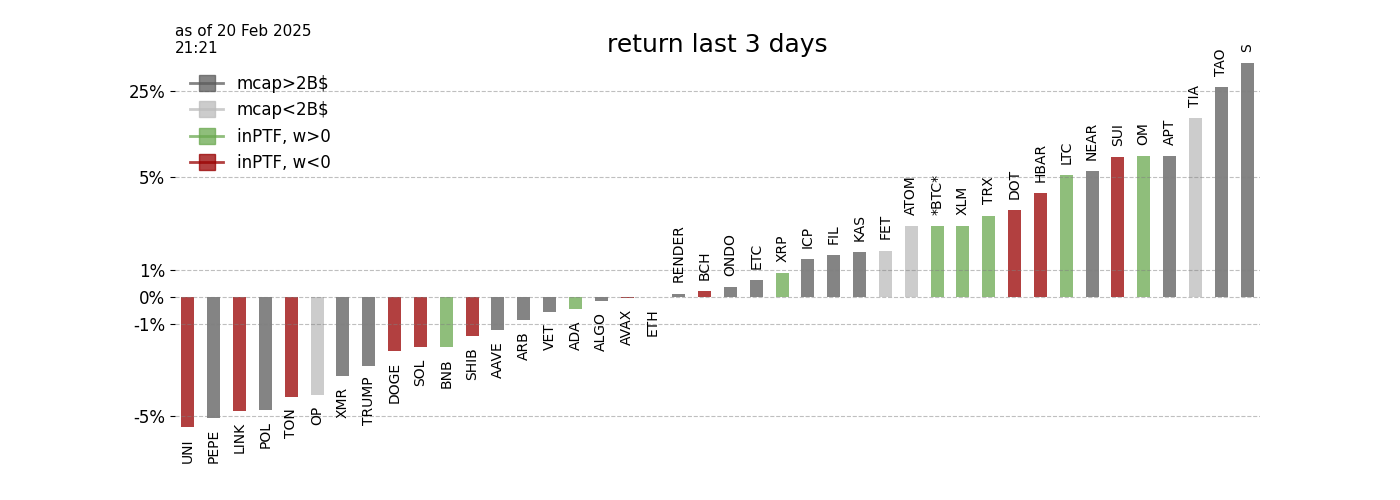 as of 20 Feb 2025
21:21
return last 3 days
mcap>2B$
mcap<2B$
inPTF, w>0
inPTF, w<0
25%
5%
1%
0%
-1%
-5%
UNI
PEPE
LINK
POL
TON
OP
XMR
TRUMP
DOGE
SOL
BNB
SHIB
AAVE
ARB
VET
ADA
ALGO
AVAX
ETH
RENDER
BCH
ONDO
ETC
XRP
ICP
FIL
KAS
FET
ATOM
*BTC*
XLM
TRX
DOT
HBAR
LTC
NEAR
SUI
OM
APT
TIA
TAO
S